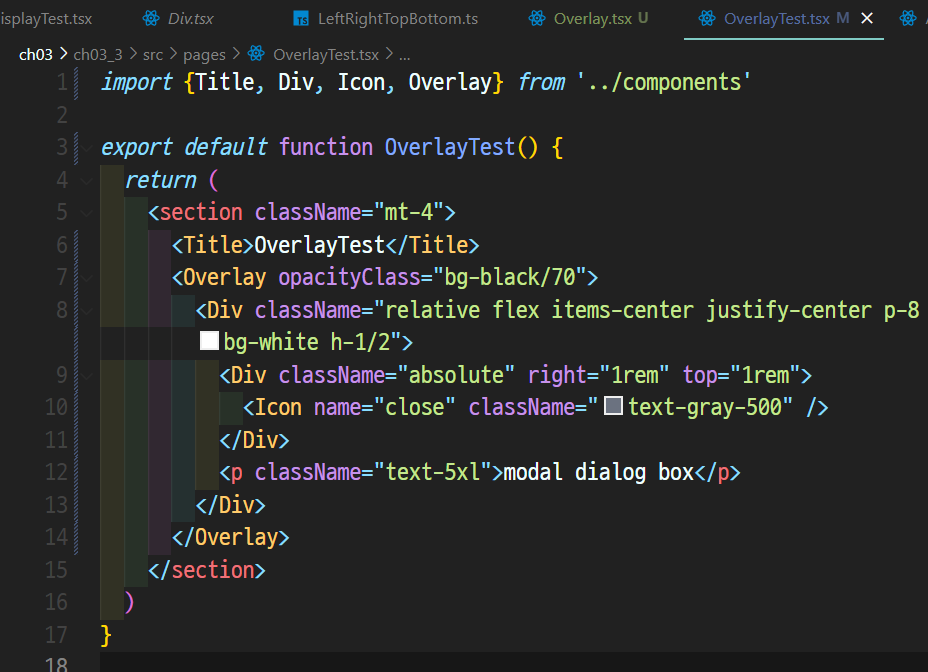 isplayTest.tsx Div.tsx TS LeftRightTopBottom.ts Overlay.tsx U OverlayTest.tsx M ×
ch03 > ch03_3 > src > pages > OverlayTest.tsx > ...
1 import {Title, Div, Icon, Overlay} from '../components'
2
3 export default function OverlayTest() {
4 return (
5 <section className="mt-4">
6 <Title>OverlayTest</Title>
7 <Overlay opacityClass="bg-black/70">
8 <Div className="relative flex items-center justify-center p-8
bg-white h-1/2">
9 <Div className="absolute" right="1rem" top="1rem">
10 <Icon name="close" className="text-gray-500" />
11 </Div>
12 <p className="text-5xl">modal dialog box</p>
13 </Div>
14 </Overlay>
15 </section>
16 )
17 }
18